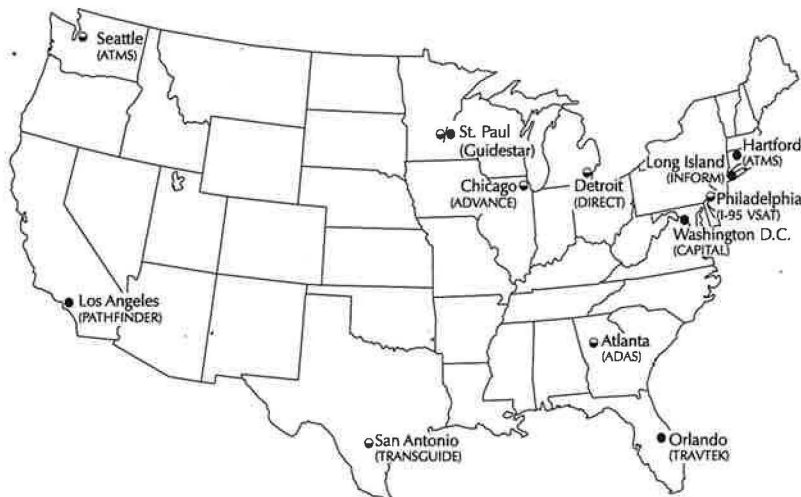 Seattle
(ATMS)
St. Paul
(Guidestar)
Hartford
(ATMS)
Long Island
(INFORM)
Chicago
(ADVANCE)
Detroit
(DIRECT)
Philadelphia
(I-95 VSAT)
Washington D.C.
(CAPITAL)
Los Angeles
(PATHFINDER)
Atlanta
(ADAS)
San Antonio
(TRANSGUIDE)
Orlando
(TRAVTEK)